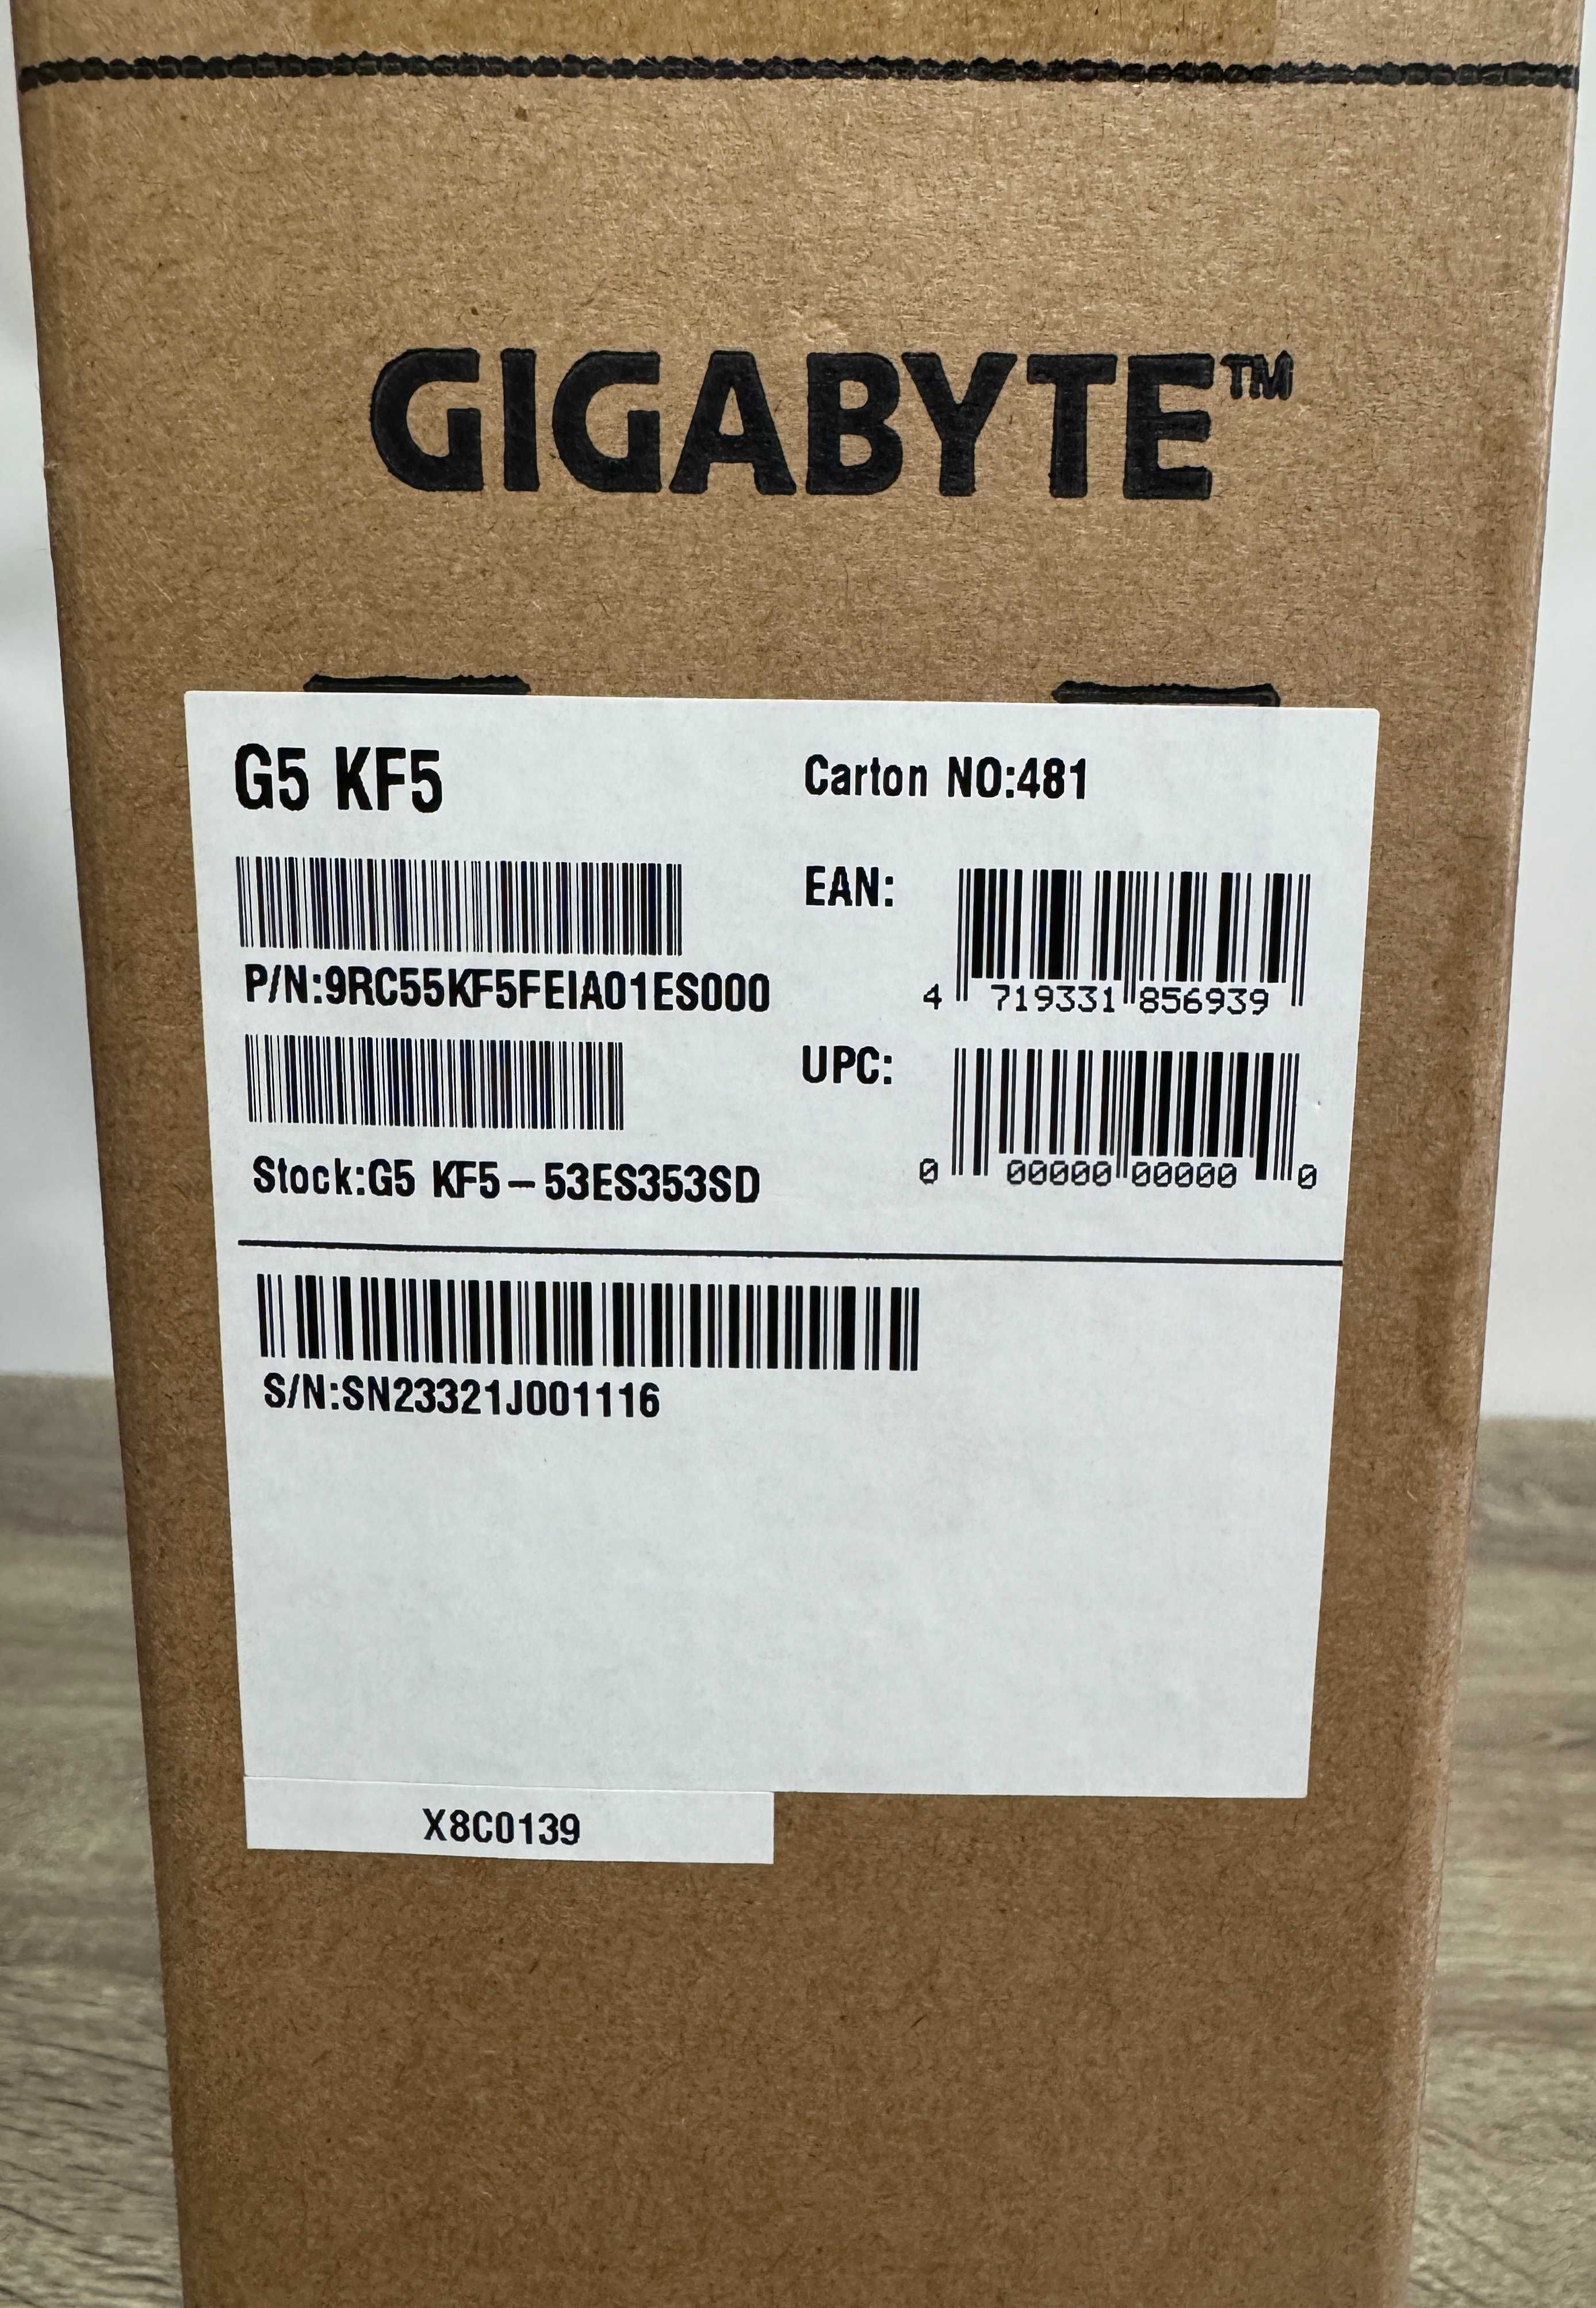 GIGABYTE™
G5 KF5
Carton NO:481
P/N:9RC55KF5FEIA01ES000
EAN:
4 719331 856939
Stock:G5 KF5-53ES353SD
UPC:
0 00000 00000 0
S/N:SN23321J001116
X8C0139